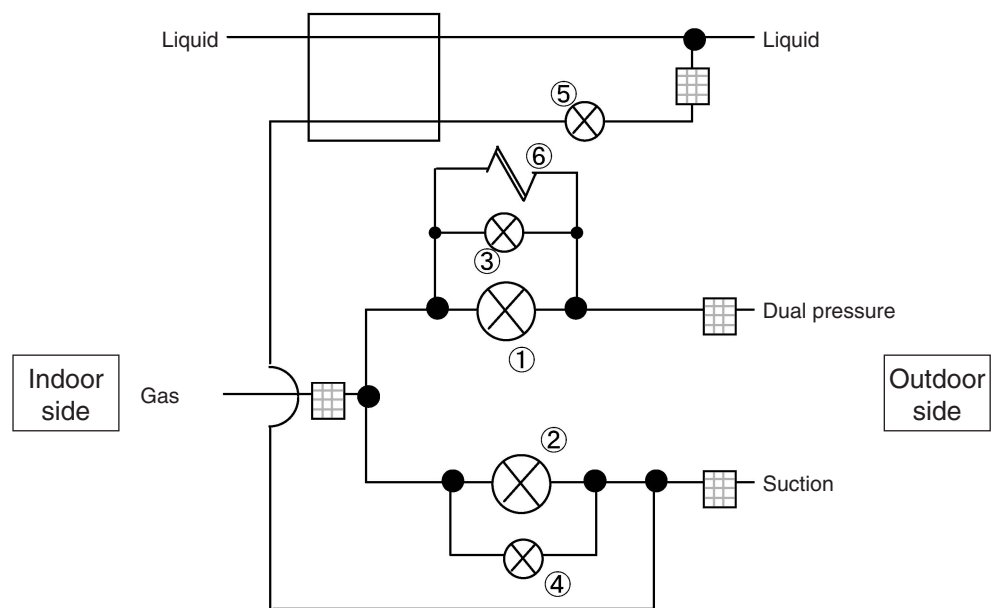 Liquid
Liquid
⑤
⑥
③
Dual pressure
①
Indoor
side
Gas
Outdoor
side
②
Suction
④